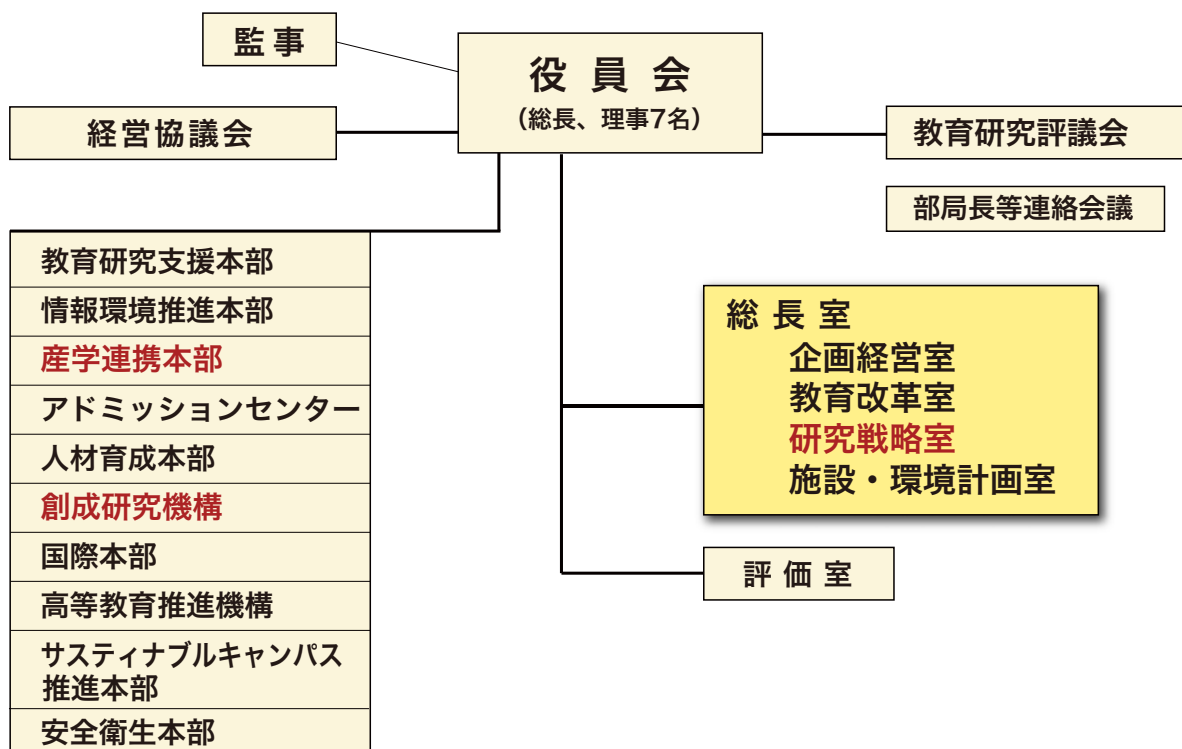 監事
役員会
（総長、理事7名）
経営協議会
教育研究評議会
部局長等連絡会議
教育研究支援本部
情報環境推進本部
産学連携本部
アドミッションセンター
人材育成本部
創成研究機構
国際本部
高等教育推進機構
サスティナブルキャンパス
推進本部
安全衛生本部
総長室
企画経営室
教育改革室
研究戦略室
施設・環境計画室
評価室